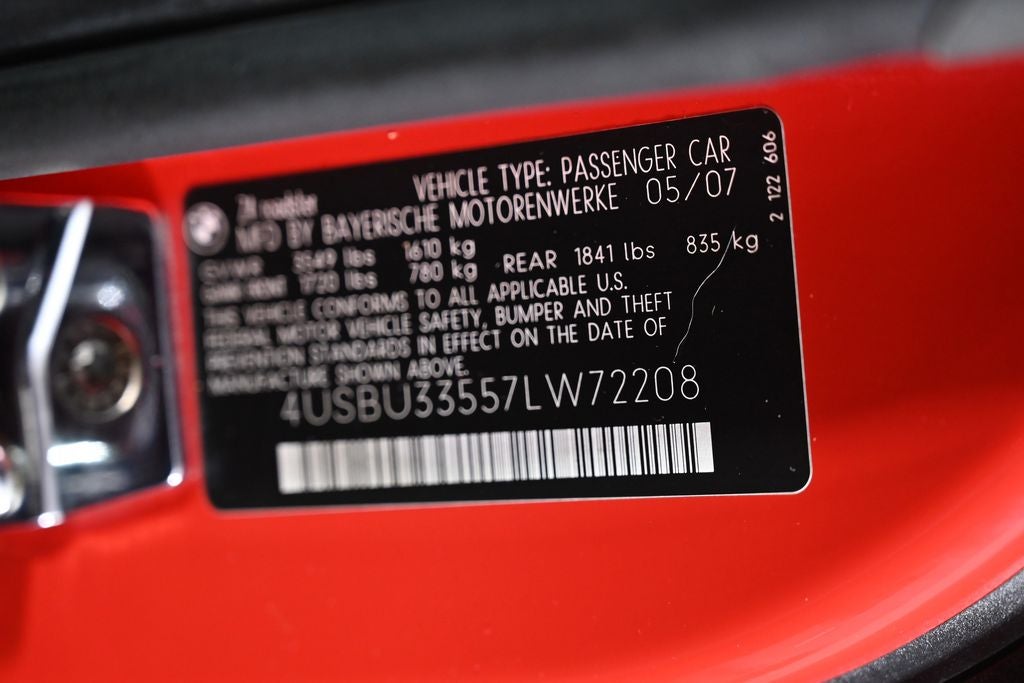 Z4 roadster VEHICLE TYPE: PASSENGER CAR
MFD BY BAYERISCHE MOTORENWERKE 05/07
GVWR 3549 lbs 1610 kg
GAWR FRONT 1720 lbs 780 kg REAR 1841 lbs 835 kg
THIS VEHICLE CONFORMS TO ALL APPLICABLE U.S.
FEDERAL MOTOR VEHICLE SAFETY, BUMPER AND THEFT
PREVENTION STANDARDS IN EFFECT ON THE DATE OF
MANUFACTURE SHOWN ABOVE.
4USBU33557LW72208
2 122 606